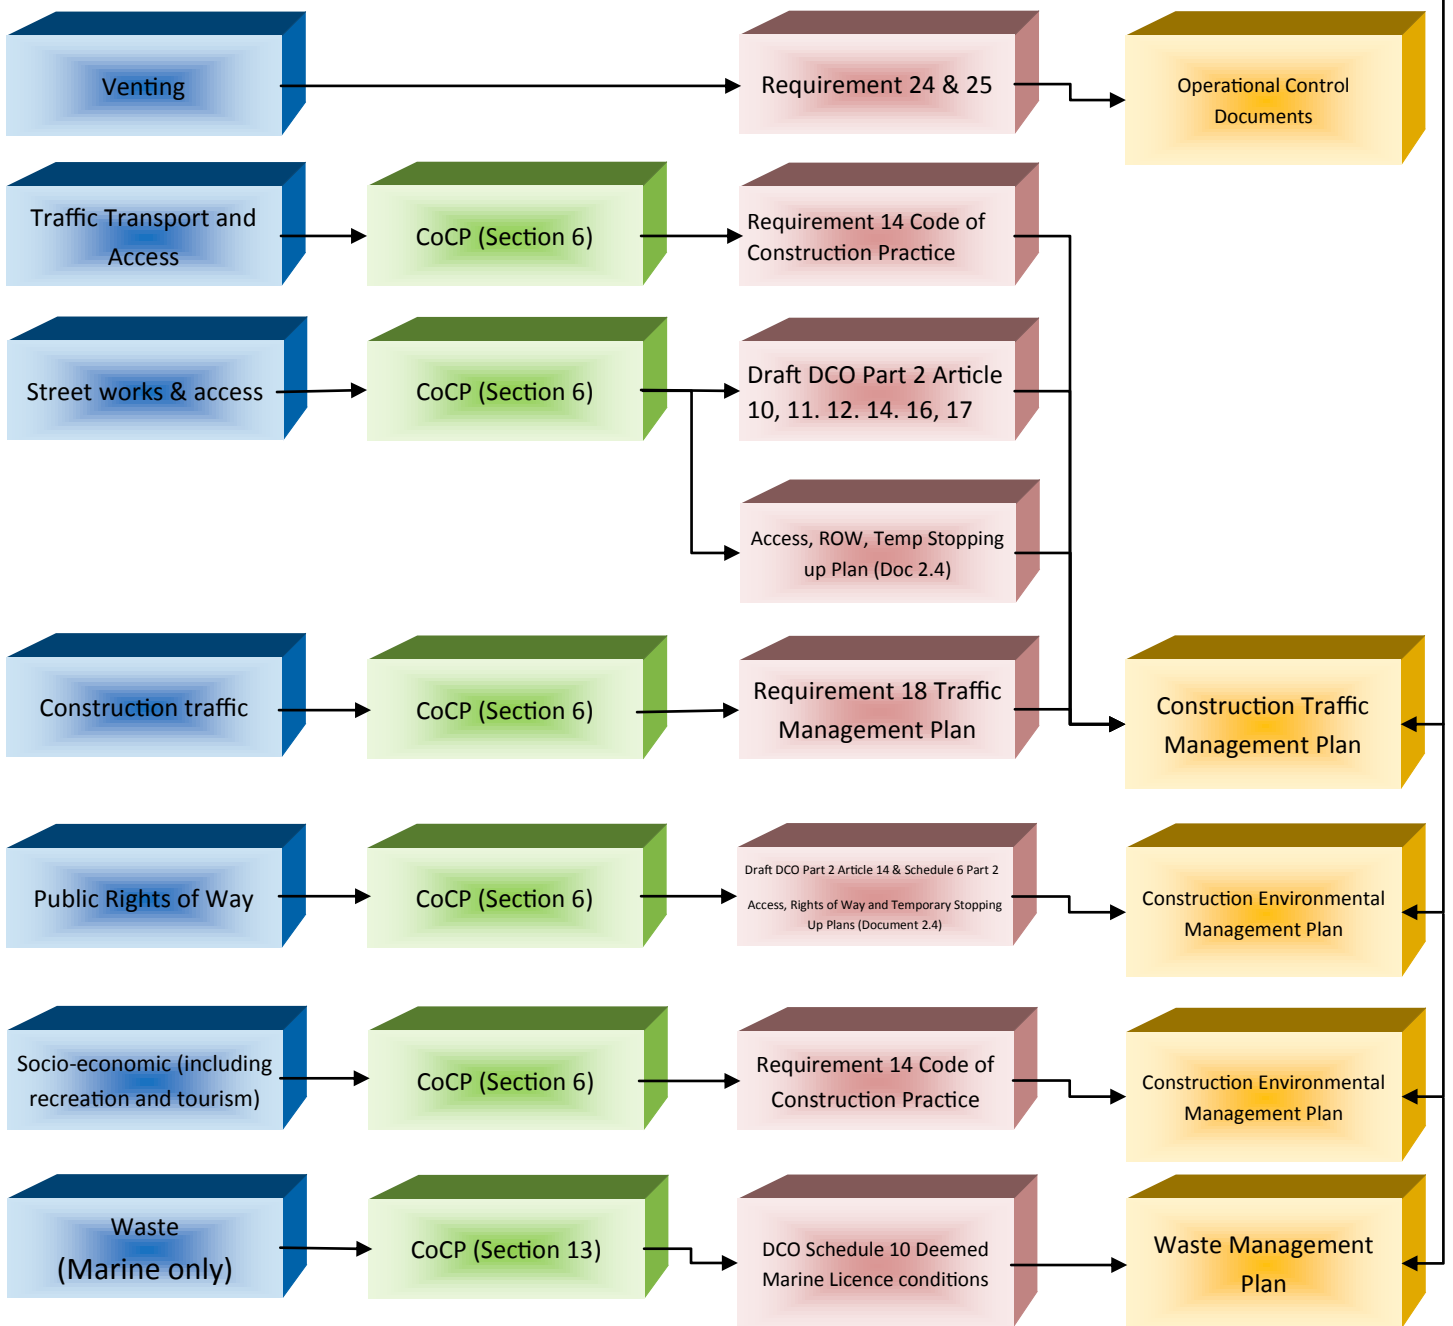 Venting
Requirement 24 & 25
Operational Control
Documents
Traffic Transport and
Access
CoCP (Section 6)
Requirement 14 Code of
Construction Practice
Street works & access
CoCP (Section 6)
Draft DCO Part 2 Article
10, 11. 12. 14. 16, 17
Access, ROW, Temp Stopping
up Plan (Doc 2.4)
Construction traffic
CoCP (Section 6)
Requirement 18 Traffic
Management Plan
Construction Traffic
Management Plan
Public Rights of Way
CoCP (Section 6)
Draft DCO Part 2 Article 14 & Schedule 6 Part 2
Access, Rights of Way and Temporary Stopping
Up Plans (Document 2.4)
Construction Environmental
Management Plan
Socio-economic (including
recreation and tourism)
CoCP (Section 6)
Requirement 14 Code of
Construction Practice
Construction Environmental
Management Plan
Waste
(Marine only)
CoCP (Section 13)
DCO Schedule 10 Deemed
Marine Licence conditions
Waste Management
Plan